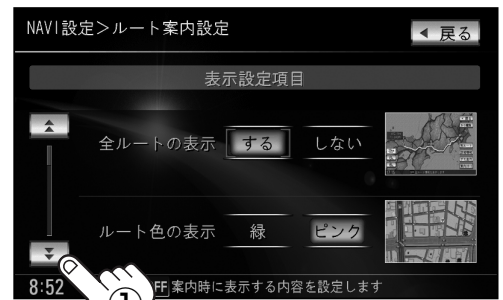 NAVI設定＞ルート案内設定
戻る
表示設定項目
全ルートの表示 する しない
ルート色の表示 緑 ピンク
8:52 FF 案内時に表示する内容を設定します
1